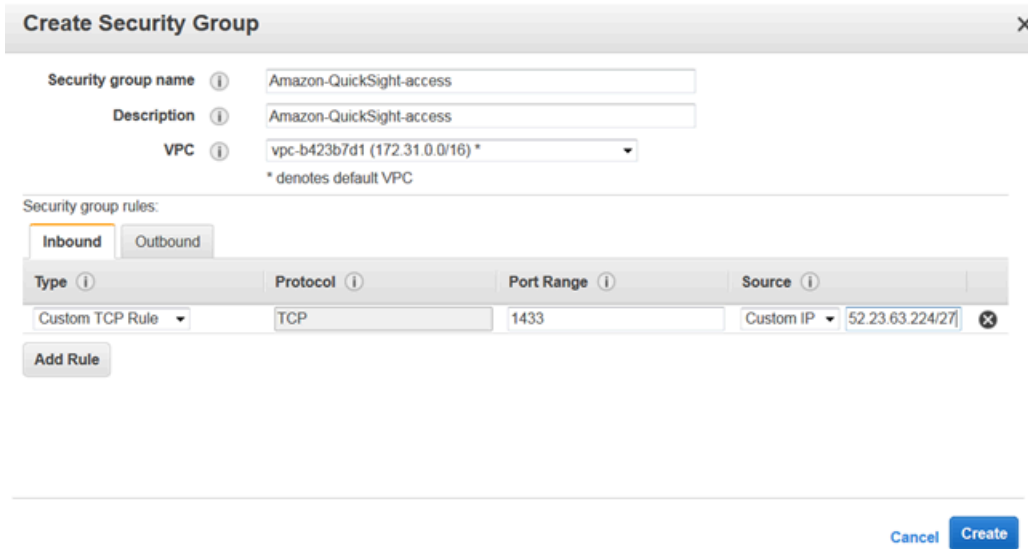 Create Security Group
Security group name Amazon-QuickSight-access
Description Amazon-QuickSight-access
VPC vpc-b423b7d1 (172.31.0.0/16) *
* denotes default VPC
Security group rules:
Inbound Outbound
Type Protocol Port Range Source
Custom TCP Rule TCP 1433 Custom IP 52.23.63.224/27
Add Rule
Cancel Create